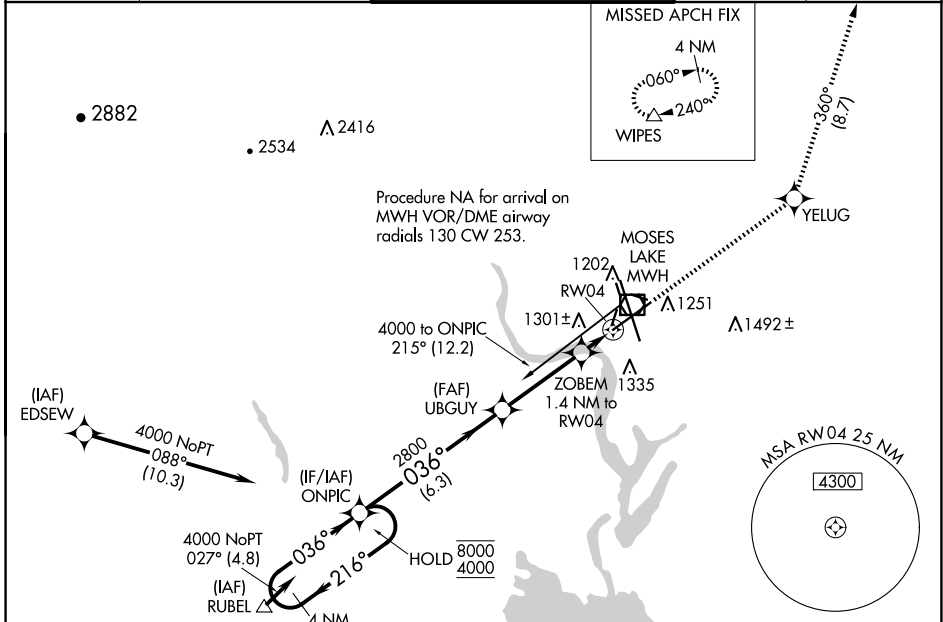 MISSED APCH FIX
4 NM
060°
240°
WIPES
360°
(8.7)
2882
2534
2416
Procedure NA for arrival on
MWH VOR/DME airway
radials 130 CW 253.
YELUG
MOSES
LAKE
MWH
1202
RW04
1251
1301±
1492±
4000 to ONPIC
215° (12.2)
ZOBEM
1.4 NM to
RW04
1335
(FAF)
UBGUY
(IAF)
EDSEW
4000 NoPT
088°
(10.3)
2800
036°
(6.3)
(IF/IAF)
ONPIC
MSA RW04 25 NM
4300
4000 NoPT
027° (4.8)
036°
216°
HOLD
8000
4000
(IAF)
RUBEL
4 NM